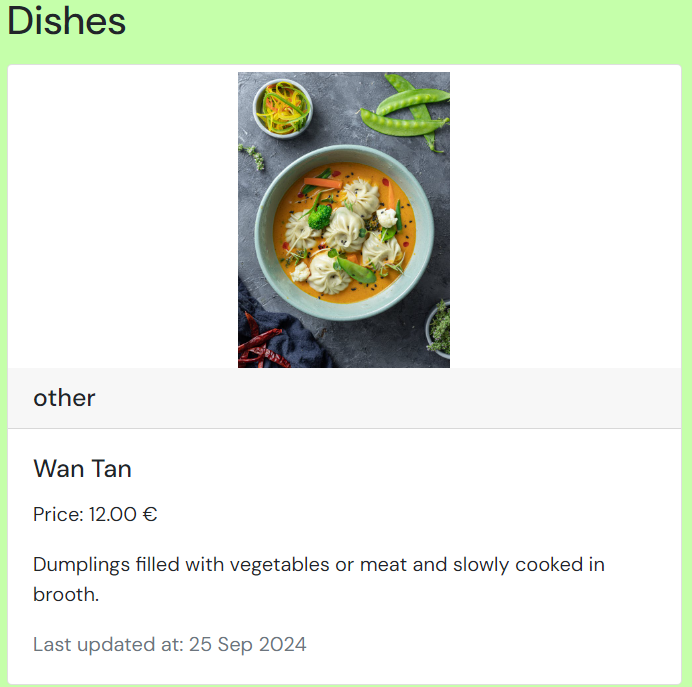 Dishes
other
Wan Tan
Price: 12.00 €
Dumplings filled with vegetables or meat and slowly cooked in
brooth.
Last updated at: 25 Sep 2024